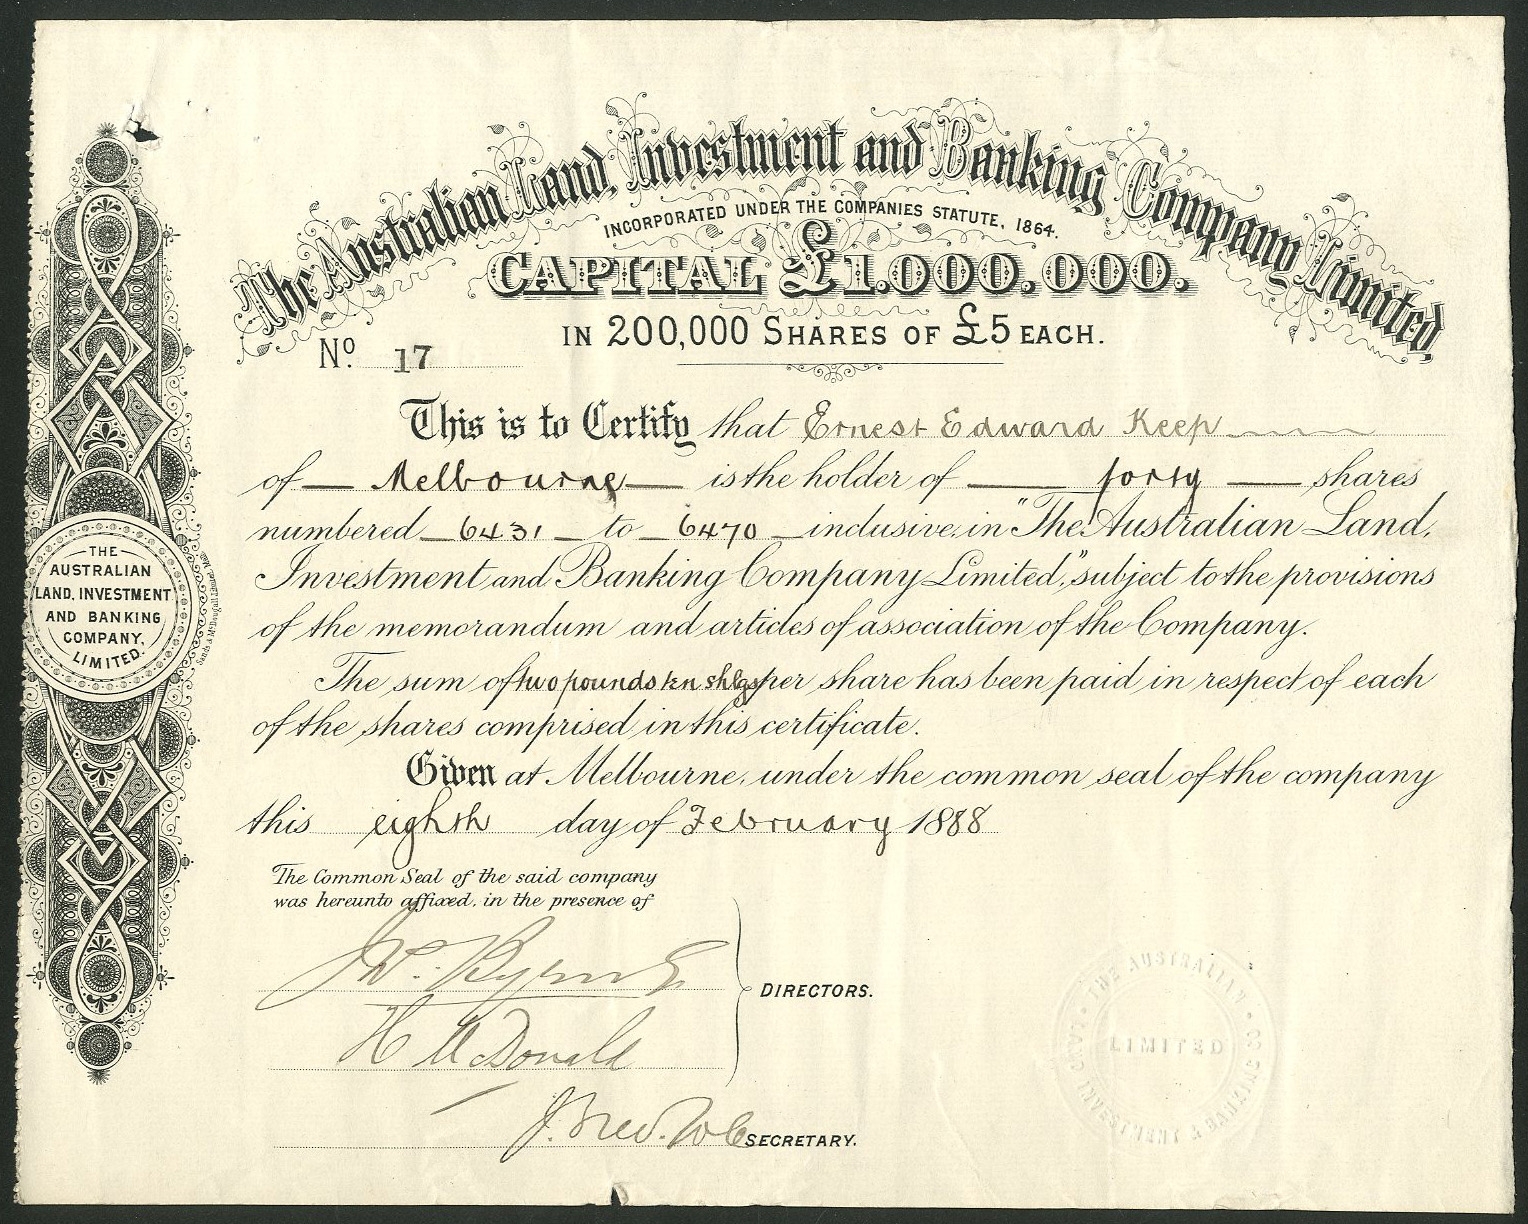 The Australian Land, Investment and Banking Company Limited.
INCORPORATED UNDER THE COMPANIES STATUTE, 1864.
CAPITAL £1.000.000.
IN 200,000 SHARES OF £5 EACH.
No. 17
This is to Certify that Ernest Edward Keep
of Melbourne is the holder of forty shares
numbered 6431 to 6470 inclusive, in "The Australian Land,
Investment and Banking Company Limited," subject to the provisions
of the memorandum and articles of association of the Company.
The sum of two pounds ten shlgs per share has been paid in respect of each
of the shares comprised in this certificate.
Given at Melbourne, under the common seal of the company
this eighth day of February 1888
The Common Seal of the said company
was hereunto affixed, in the presence of
DIRECTORS.
H McDonald
SECRETARY.
THE
AUSTRALIAN
LAND, INVESTMENT
AND BANKING
COMPANY,
LIMITED.
Sands & McDougall Limited, Melb.
THE AUSTRALIAN LAND INVESTMENT & BANKING CO
LIMITED